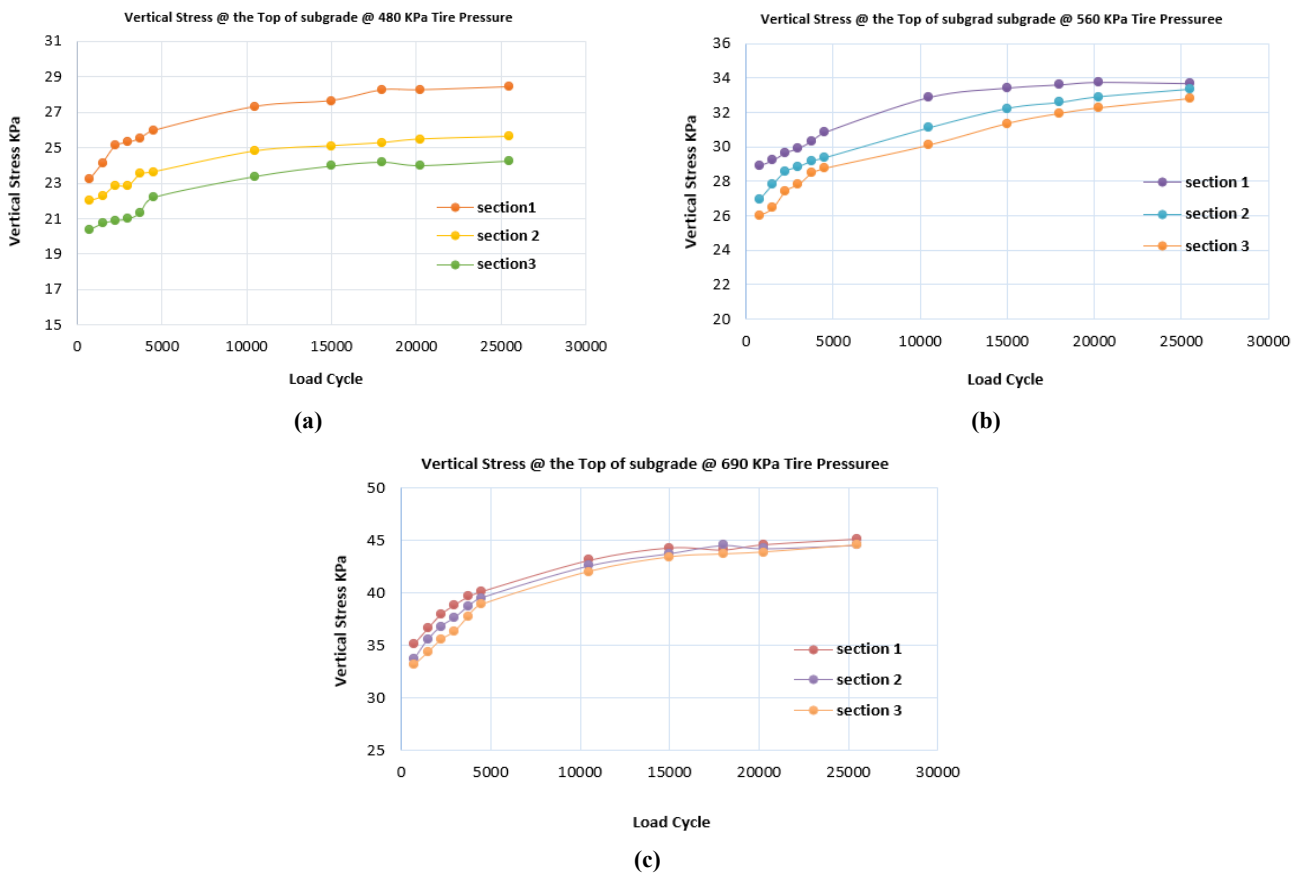 Vertical Stress @ the Top of subgrade @ 480 KPa Tire Pressure
31
29
27
25
23
21
19
17
15
Vertical Stress KPa
section1
section 2
section3
0 5000 10000 15000 20000 25000 30000
Load Cycle
(a)
Vertical Stress @ the Top of subgrad subgrade @ 560 KPa Tire Pressuree
36
34
32
30
28
26
24
22
20
Vertical Stress KPa
section 1
section 2
section 3
0 5000 10000 15000 20000 25000 30000
Load Cycle
(b)
Vertical Stress @ the Top of subgrade @ 690 KPa Tire Pressuree
50
45
40
35
30
25
Vertical Stress KPa
section 1
section 2
section 3
0 5000 10000 15000 20000 25000 30000
Load Cycle
(c)